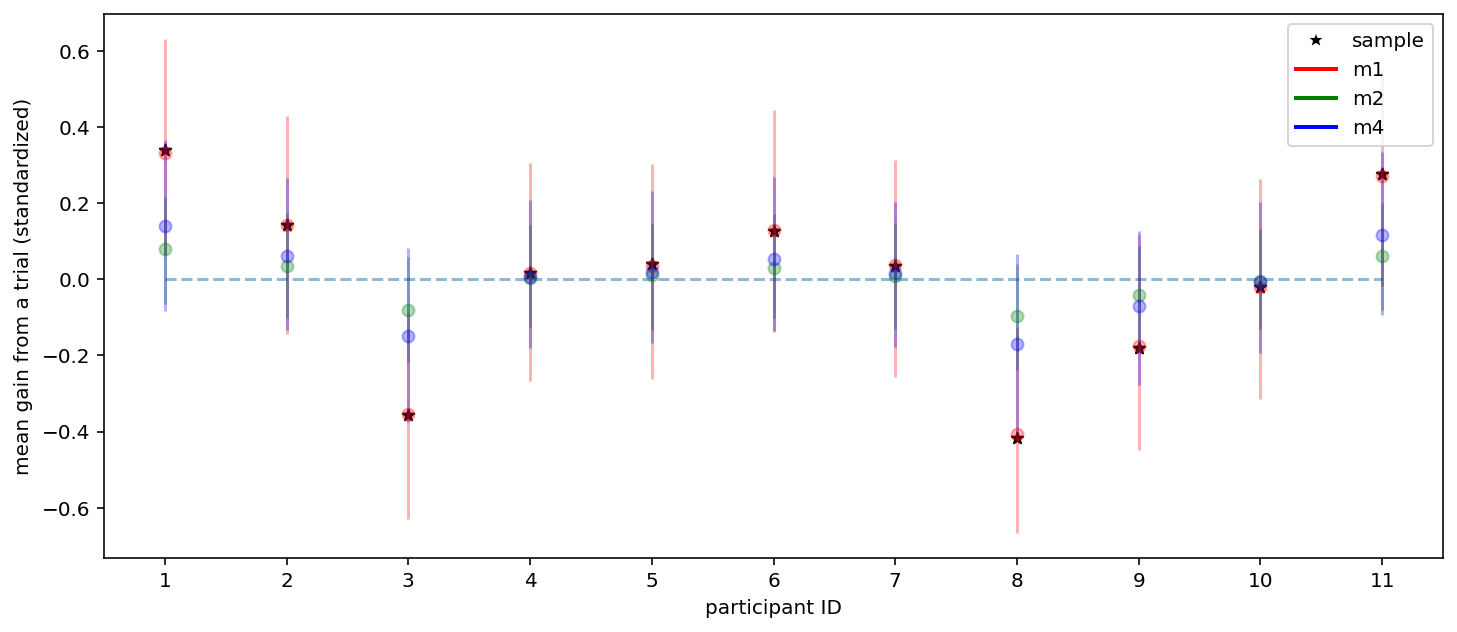 sample
m1
m2
m4
0.6
0.4
0.2
0.0
−0.2
−0.4
−0.6
mean gain from a trial (standardized)
1 2 3 4 5 6 7 8 9 10 11
participant ID